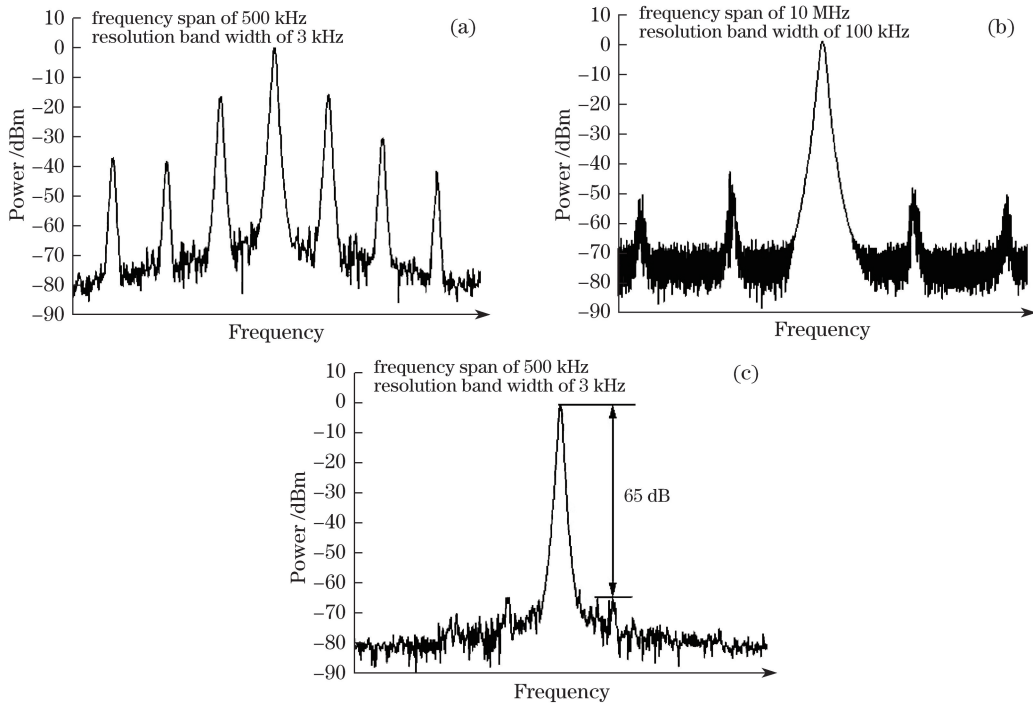 frequency span of 500 kHz
resolution band width of 3 kHz
(a)
10
0
−10
−20
−30
−40
−50
−60
−70
−80
−90
Power /dBm
Frequency
frequency span of 10 MHz
resolution band width of 100 kHz
(b)
10
0
−10
−20
−30
−40
−50
−60
−70
−80
−90
Power /dBm
Frequency
frequency span of 500 kHz
resolution band width of 3 kHz
(c)
10
0
−10
−20
−30
−40
−50
−60
−70
−80
−90
Power /dBm
65 dB
Frequency